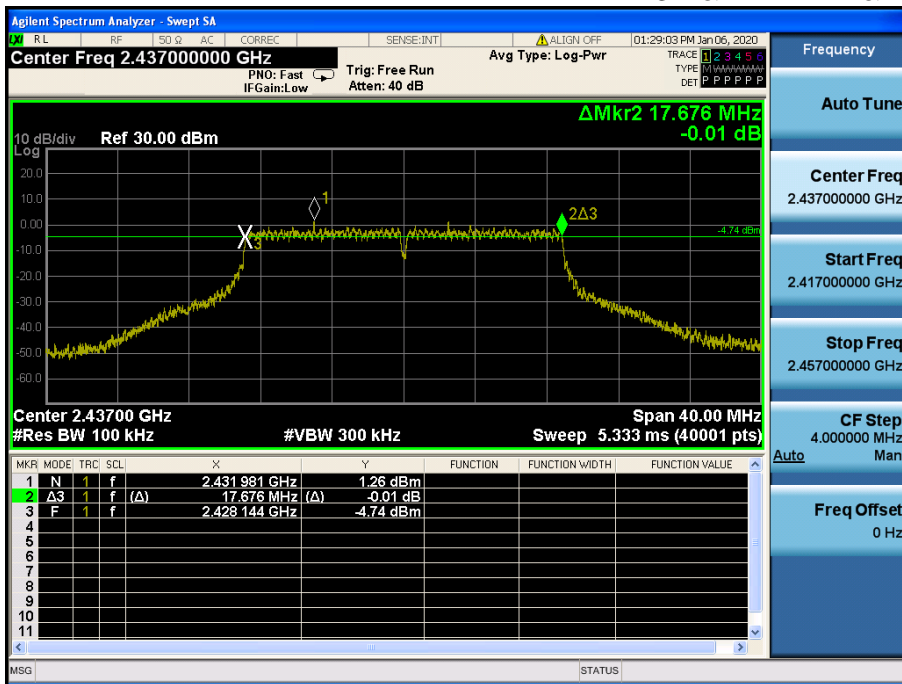 Agilent Spectrum Analyzer - Swept SA
LXI RL RF 50 Ω AC CORREC SENSE:INT ALIGN OFF 01:29:03 PM Jan 06, 2020
Center Freq 2.437000000 GHz
PNO: Fast
IFGain:Low
Trig: Free Run
Atten: 40 dB
Avg Type: Log-Pwr
TRACE 1 2 3 4 5 6
TYPE MWWWWW
DET P P P P P P
ΔMkr2 17.676 MHz
-0.01 dB
10 dB/div Ref 30.00 dBm
Log
20.0
10.0
0.00
-10.0
-20.0
-30.0
-40.0
-50.0
-60.0
1
2Δ3
3
-4.74 dBm
Center 2.43700 GHz Span 40.00 MHz
#Res BW 100 kHz #VBW 300 kHz Sweep 5.333 ms (40001 pts)
MKR MODE TRC SCL X Y FUNCTION FUNCTION WIDTH FUNCTION VALUE
1 N 1 f 2.431 981 GHz 1.26 dBm
2 Δ3 1 f (Δ) 17.676 MHz (Δ) -0.01 dB
3 F 1 f 2.428 144 GHz -4.74 dBm
4
5
6
7
8
9
10
11
MSG STATUS
Frequency
Auto Tune
Center Freq
2.437000000 GHz
Start Freq
2.417000000 GHz
Stop Freq
2.457000000 GHz
CF Step
4.000000 MHz
Auto Man
Freq Offset
0 Hz